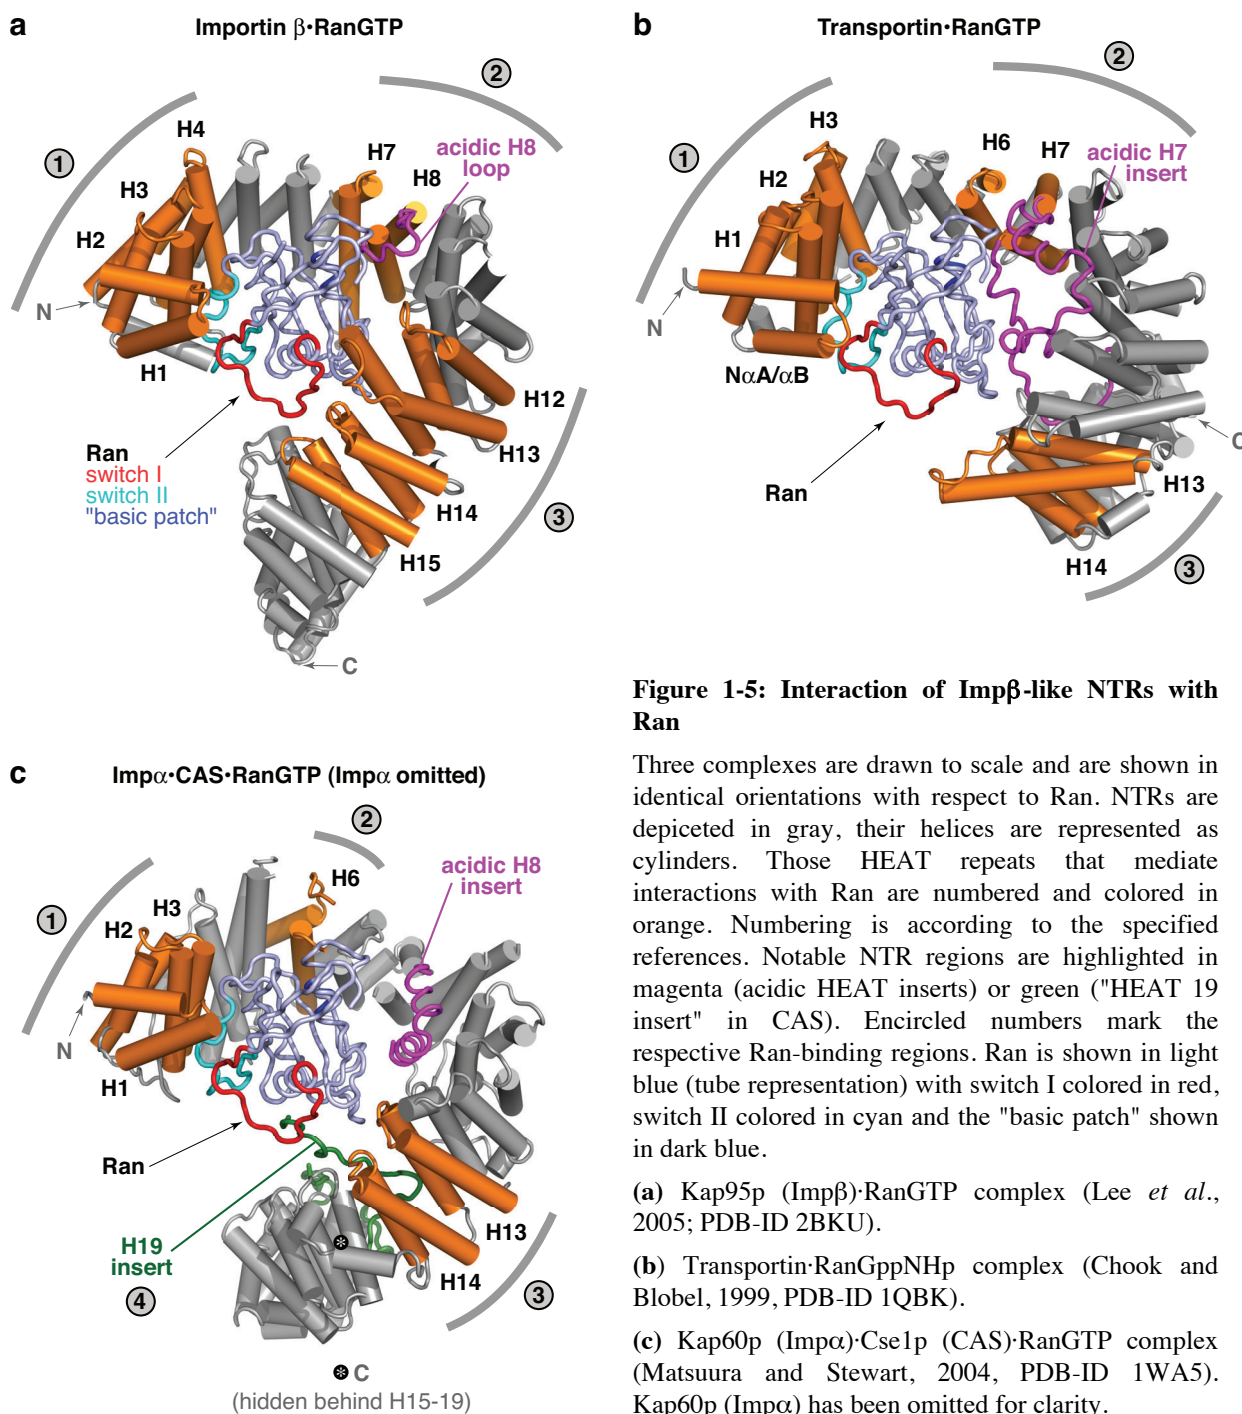 a
Importin β·RanGTP
1
2
H4
H3
H2
H7
H8
acidic H8
loop
N
H1
H12
H13
Ran
switch I
switch II
"basic patch"
H14
H15
3
C
b
Transportin·RanGTP
1
2
H3
H2
H1
H6
H7
acidic H7
insert
N
NαA/αB
C
Ran
H13
H14
3
c
Impα·CAS·RanGTP (Impα omitted)
1
2
H3
H2
H6
acidic H8
insert
N
H1
Ran
H19
insert
4
H13
H14
3
C
(hidden behind H15-19)
Figure 1-5: Interaction of Impβ-like NTRs with
Ran
Three complexes are drawn to scale and are shown in
identical orientations with respect to Ran. NTRs are
depiceted in gray, their helices are represented as
cylinders. Those HEAT repeats that mediate
interactions with Ran are numbered and colored in
orange. Numbering is according to the specified
references. Notable NTR regions are highlighted in
magenta (acidic HEAT inserts) or green ("HEAT 19
insert" in CAS). Encircled numbers mark the
respective Ran-binding regions. Ran is shown in light
blue (tube representation) with switch I colored in red,
switch II colored in cyan and the "basic patch" shown
in dark blue.
(a) Kap95p (Impβ)·RanGTP complex (Lee et al.,
2005; PDB-ID 2BKU).
(b) Transportin·RanGppNHp complex (Chook and
Blobel, 1999, PDB-ID 1QBK).
(c) Kap60p (Impα)·Cse1p (CAS)·RanGTP complex
(Matsuura and Stewart, 2004, PDB-ID 1WA5).
Kap60p (Impα) has been omitted for clarity.